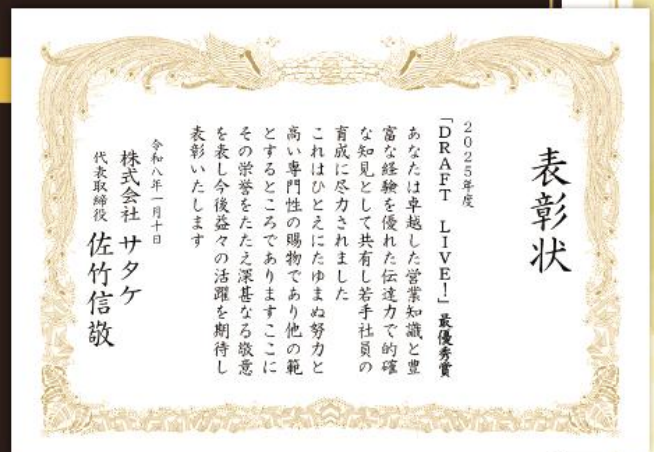 表彰状
2025年度
「DRAFT LIVE!」最優秀賞
あなたは卓越した営業知識と豊
富な経験を優れた伝達力で的確
な知見として共有し若手社員の
育成に尽力されました
これはひとえにたゆまぬ努力と
高い専門性の賜物であり他の範
とするところでありますここに
その栄誉をたたえ深甚なる敬意
を表し今後益々の活躍を期待し
表彰いたします
令和八年一月十日
株式会社 サタケ
代表取締役 佐竹信敬